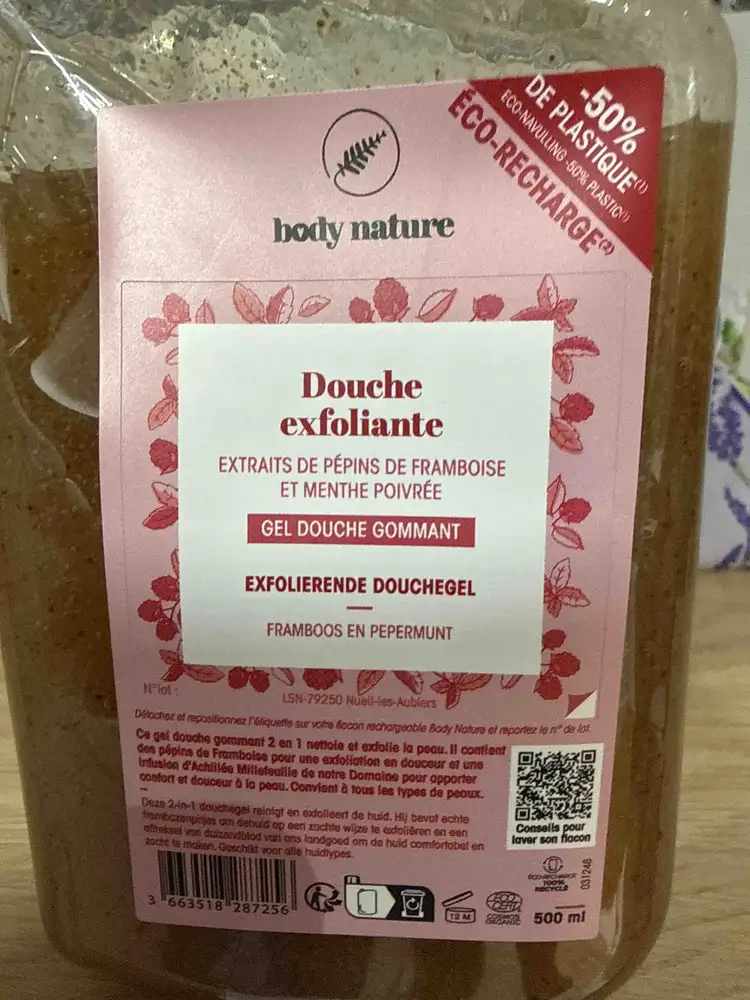 -50%
DE PLASTIQUE(1)
ECO-NAVULLING -50% PLASTIC(1)
ÉCO-RECHARGE(2)
body nature
Douche
exfoliante
EXTRAITS DE PÉPINS DE FRAMBOISE
ET MENTHE POIVRÉE
GEL DOUCHE GOMMANT
EXFOLIERENDE DOUCHEGEL
FRAMBOOS EN PEPERMUNT
N°lot :
LSN-79250 Nueil-les-Aubiers
Détachez et repositionnez l'étiquette sur votre flacon rechargeable Body Nature et reportez le n° de lot.
Ce gel douche gommant 2 en 1 nettoie et exfolie la peau. Il contient
des pépins de Framboise pour une exfoliation en douceur et une
infusion d'Achillée Millefeuille de notre Domaine pour apporter
confort et douceur à la peau. Convient à tous les types de peaux.
Deze 2-in-1 douchegel reinigt en exfolieert de huid. Hij bevat echte
frambozenpitjes om de huid op een zachte wijze te exfoliëren en een
aftreksel van duizendblad van ons landgoed om de huid comfortabel en
zacht te maken. Geschikt voor alle huidtypes.
Conseils pour
laver son flacon
ÉCO-RECHARGE
100%
RECYCLÉ
031248
3 663518 287256
FR
12 M
ECO
CERT
COSMOS
ORGANIC
500 ml